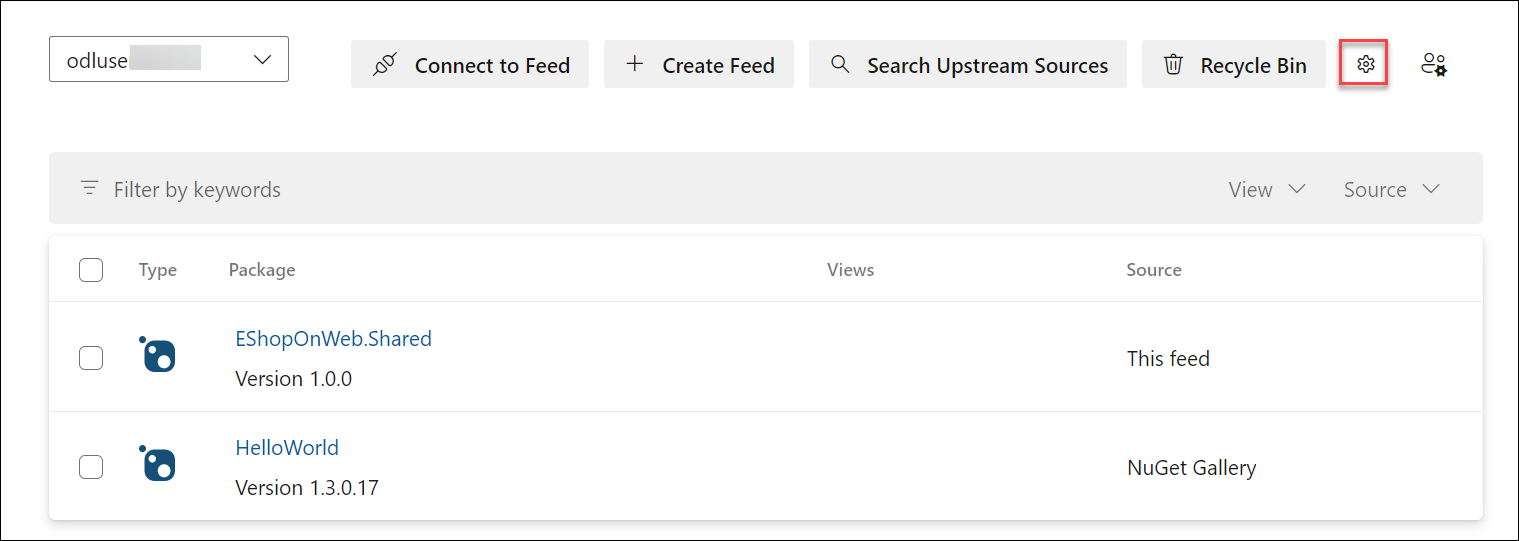 odluse
Connect to Feed
Create Feed
Search Upstream Sources
Recycle Bin
Filter by keywords
View
Source
Type Package Views Source
EShopOnWeb.Shared
Version 1.0.0
This feed
HelloWorld
Version 1.3.0.17
NuGet Gallery